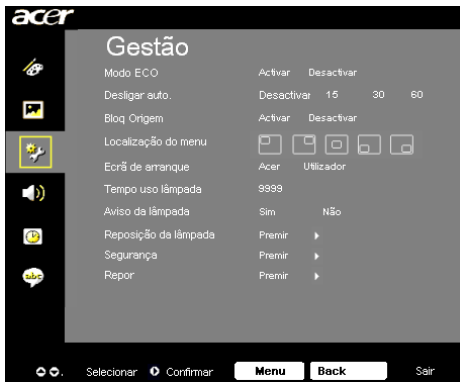 acer
Gestão
Modo ECO Activar Desactivar
Desligar auto. Desactivar 15 30 60
Bloq Origem Activar Desactivar
Localização do menu
Ecrã de arranque Acer Utilizador
Tempo uso lâmpada 9999
Aviso da lâmpada Sim Não
Reposição da lâmpada Premir
Segurança Premir
Repor Premir
abc
Selecionar Confirmar Menu Back Sair